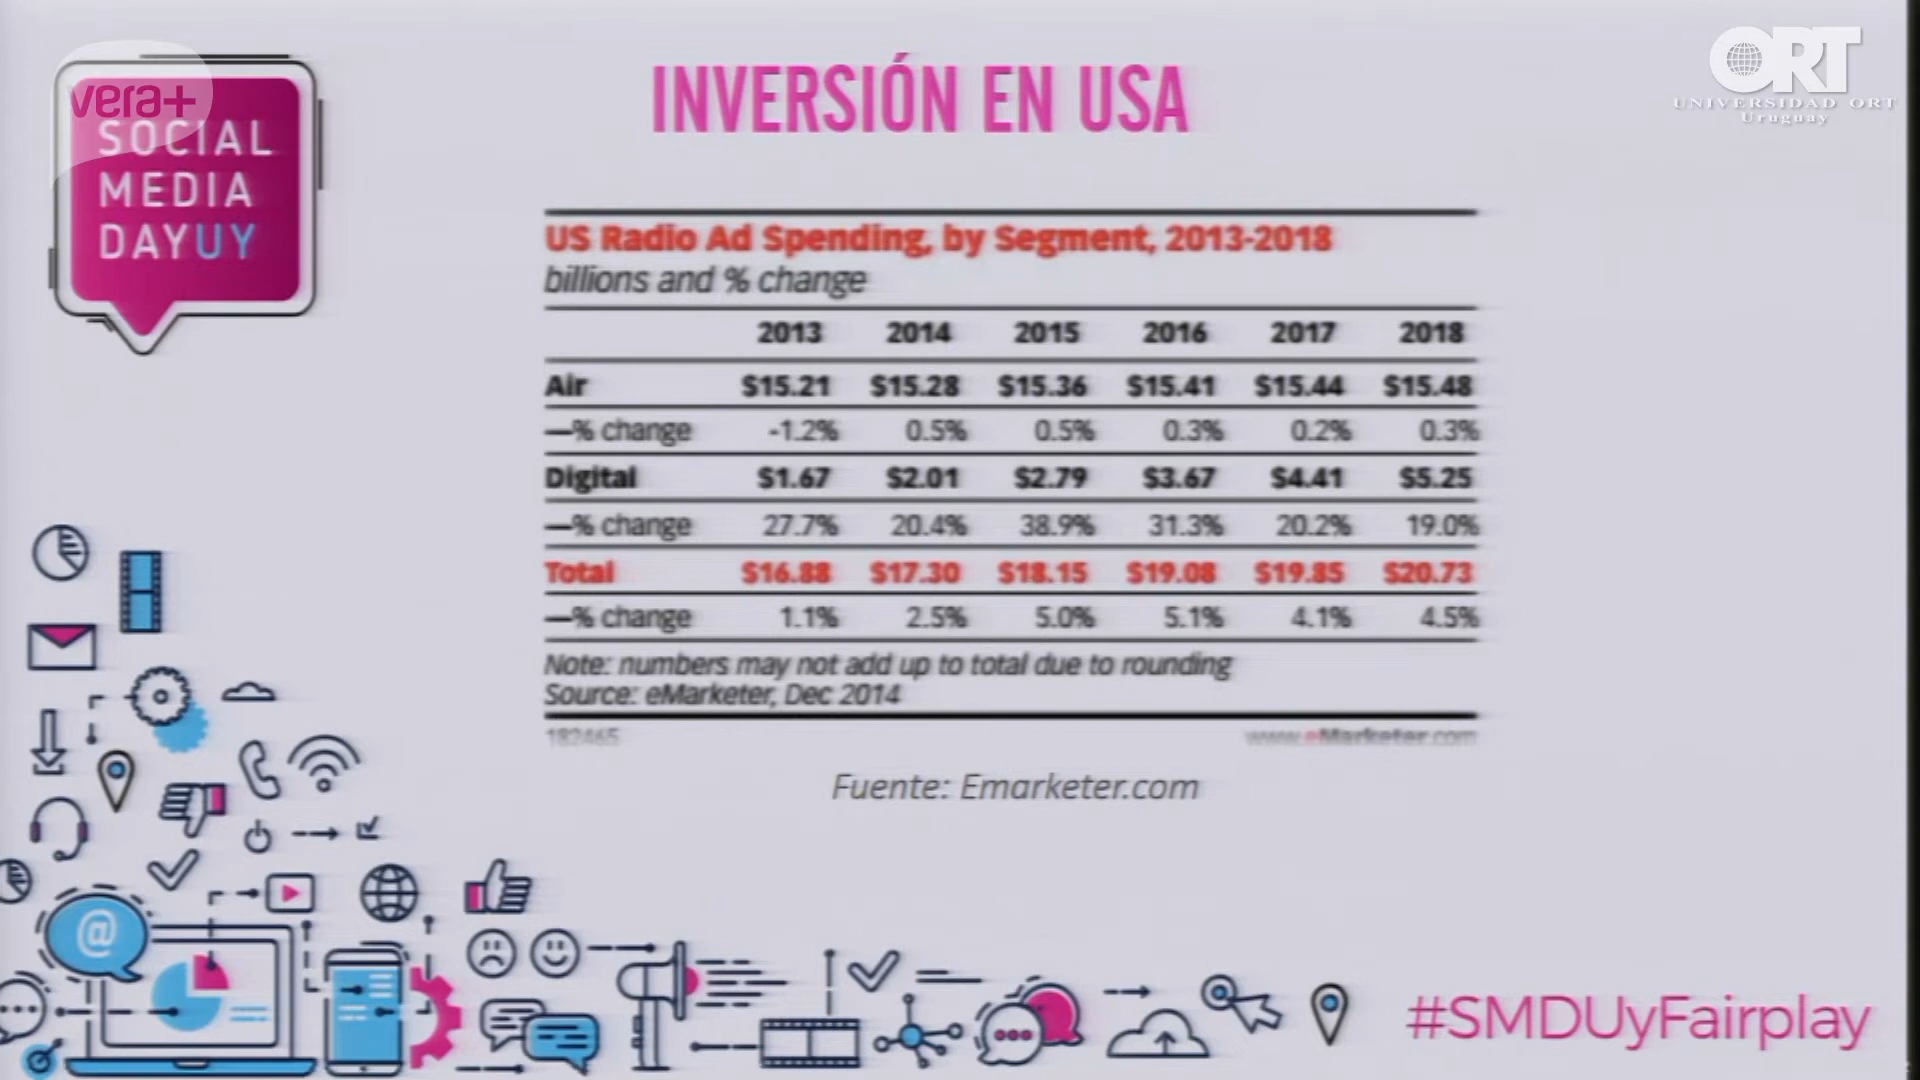 vera+
SOCIAL
MEDIA
DAYUY
INVERSIÓN EN USA
ORT
UNIVERSIDAD ORT
Uruguay
US Radio Ad Spending, by Segment, 2013-2018
billions and % change
2013 2014 2015 2016 2017 2018
Air $15.21 $15.28 $15.36 $15.41 $15.44 $15.48
—% change -1.2% 0.5% 0.5% 0.3% 0.2% 0.3%
Digital $1.67 $2.01 $2.79 $3.67 $4.41 $5.25
—% change 27.7% 20.4% 38.9% 31.3% 20.2% 19.0%
Total $16.88 $17.30 $18.15 $19.08 $19.85 $20.73
—% change 1.1% 2.5% 5.0% 5.1% 4.1% 4.5%
Note: numbers may not add up to total due to rounding
Source: eMarketer, Dec 2014
182465 www.eMarketer.com
Fuente: Emarketer.com
@
#SMDUyFairplay